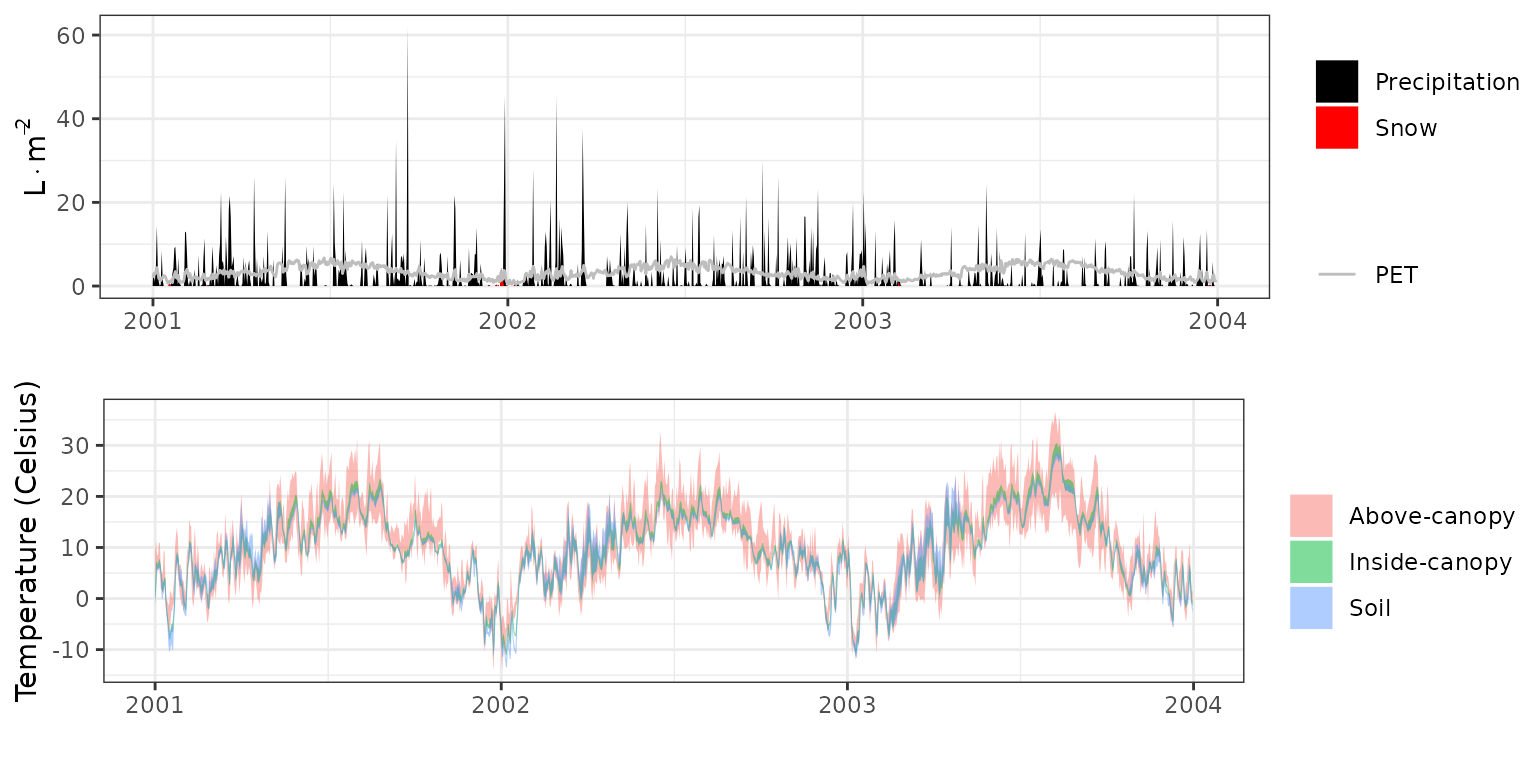 L · m⁻²
60
40
20
0
2001 2002 2003 2004
Precipitation
Snow
PET
Temperature (Celsius)
30
20
10
0
-10
2001 2002 2003 2004
Above-canopy
Inside-canopy
Soil